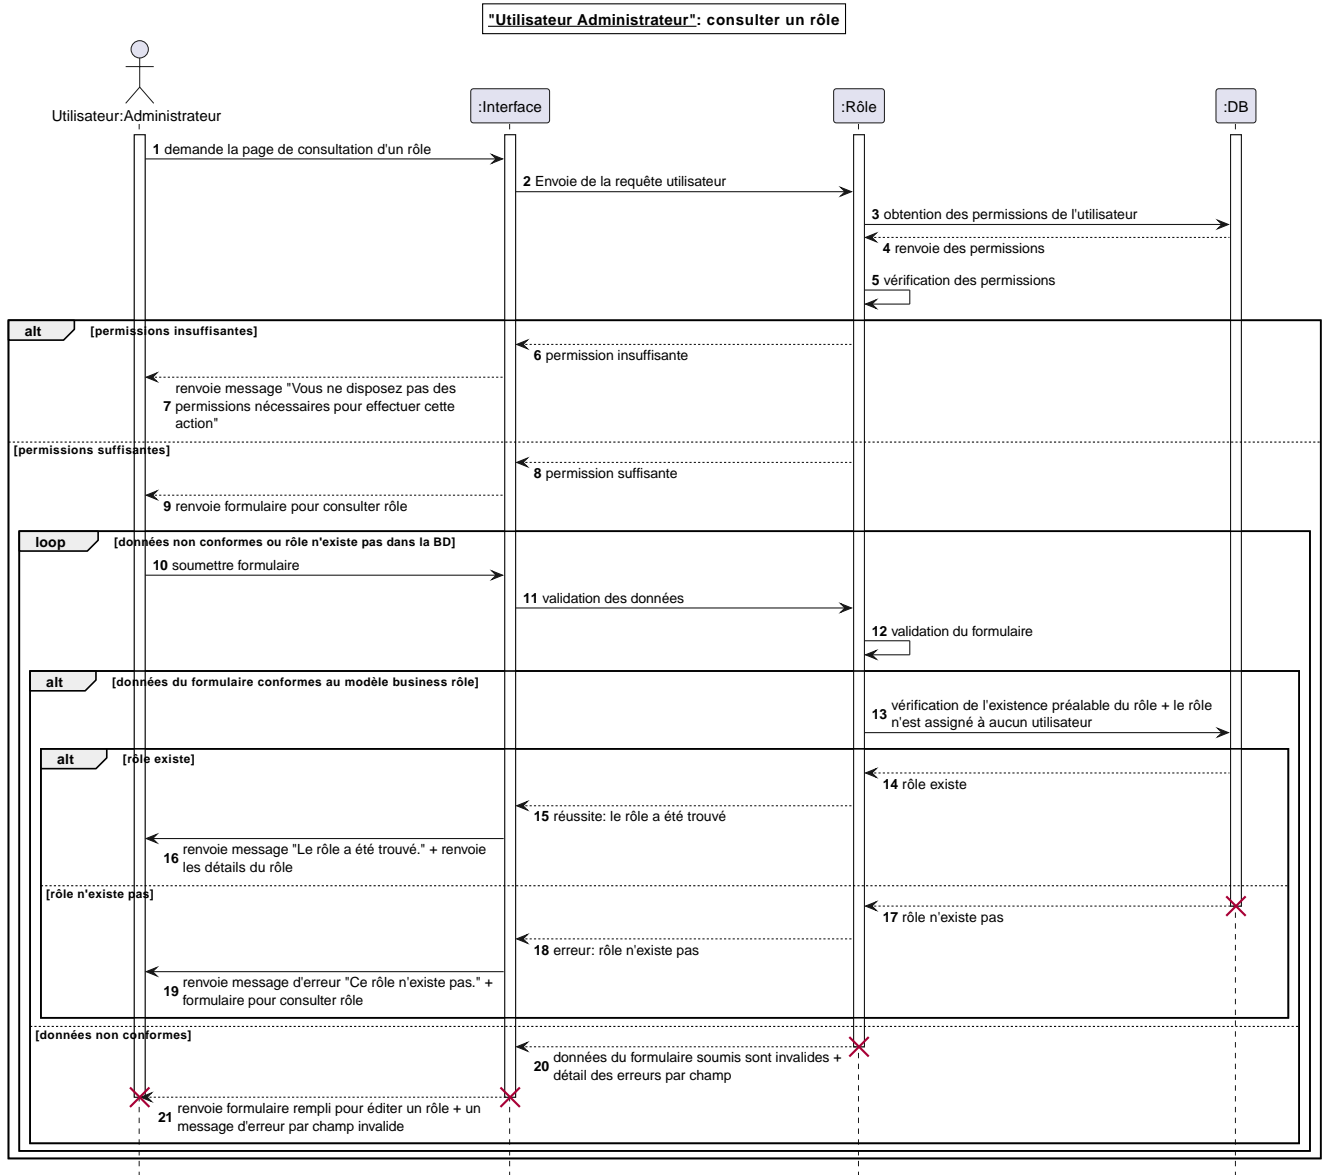 "Utilisateur Administrateur": consulter un rôle
Utilisateur:Administrateur
:Interface
:Rôle
:DB
1 demande la page de consultation d'un rôle
2 Envoie de la requête utilisateur
3 obtention des permissions de l'utilisateur
4 renvoie des permissions
5 vérification des permissions
alt [permissions insuffisantes]
6 permission insuffisante
renvoie message "Vous ne disposez pas des
7 permissions nécessaires pour effectuer cette
action"
[permissions suffisantes]
8 permission suffisante
9 renvoie formulaire pour consulter rôle
loop [données non conformes ou rôle n'existe pas dans la BD]
10 soumettre formulaire
11 validation des données
12 validation du formulaire
alt [données du formulaire conformes au modèle business rôle]
13 vérification de l'existence préalable du rôle + le rôle
n'est assigné à aucun utilisateur
alt [rôle existe]
14 rôle existe
15 réussite: le rôle a été trouvé
16 renvoie message "Le rôle a été trouvé." + renvoie
les détails du rôle
[rôle n'existe pas]
17 rôle n'existe pas
18 erreur: rôle n'existe pas
19 renvoie message d'erreur "Ce rôle n'existe pas." +
formulaire pour consulter rôle
[données non conformes]
20 données du formulaire soumis sont invalides +
détail des erreurs par champ
21 renvoie formulaire rempli pour éditer un rôle + un
message d'erreur par champ invalide